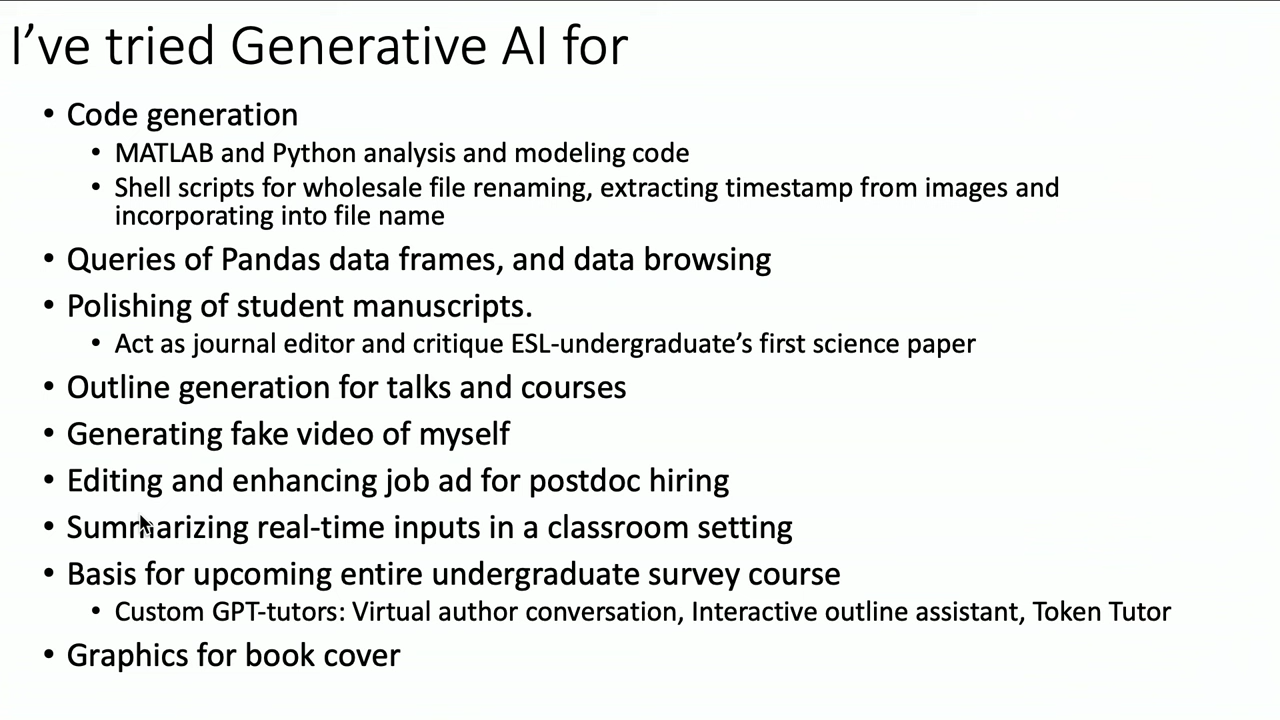 I’ve tried Generative AI for
• Code generation
• MATLAB and Python analysis and modeling code
• Shell scripts for wholesale file renaming, extracting timestamp from images and
incorporating into file name
• Queries of Pandas data frames, and data browsing
• Polishing of student manuscripts.
• Act as journal editor and critique ESL-undergraduate’s first science paper
• Outline generation for talks and courses
• Generating fake video of myself
• Editing and enhancing job ad for postdoc hiring
• Summarizing real-time inputs in a classroom setting
• Basis for upcoming entire undergraduate survey course
• Custom GPT-tutors: Virtual author conversation, Interactive outline assistant, Token Tutor
• Graphics for book cover